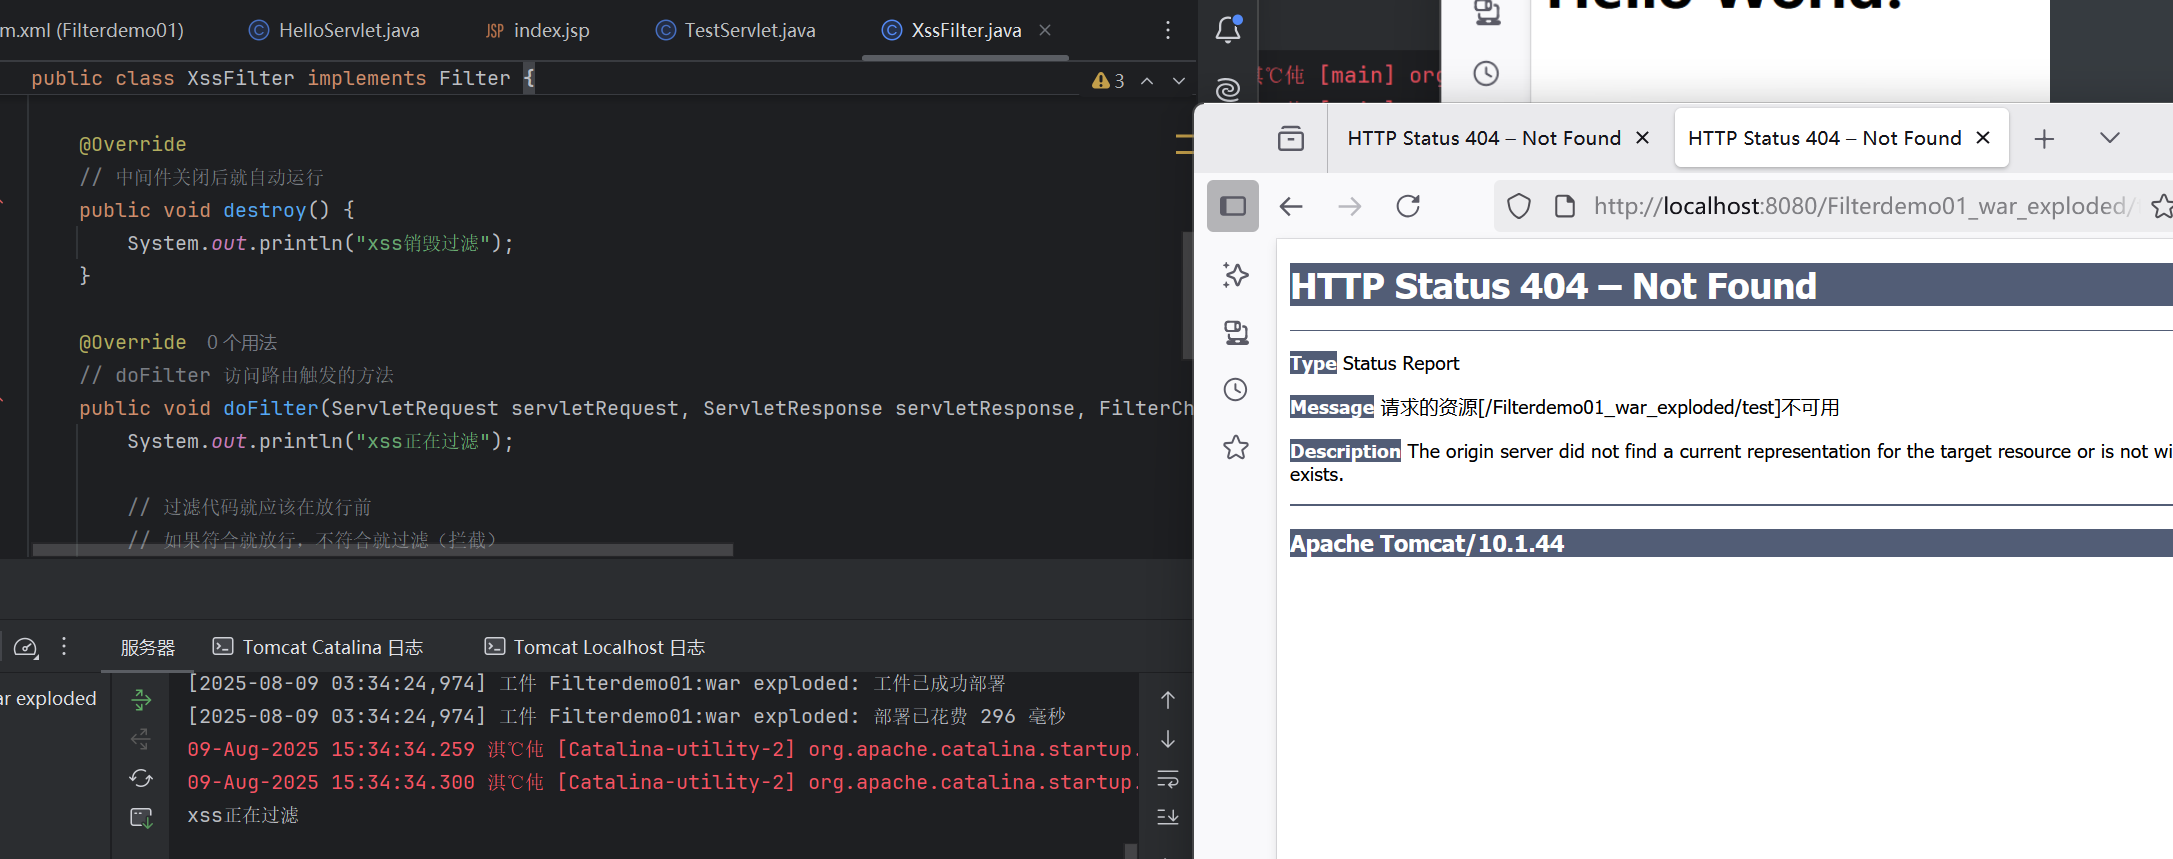 m.xml (Filterdemo01)
HelloServlet.java
JSP index.jsp
TestServlet.java
XssFilter.java
public class XssFilter implements Filter {
3
@Override
// 中间件关闭后就自动运行
public void destroy() {
System.out.println("xss销毁过滤");
}
@Override 0 个用法
// doFilter 访问路由触发的方法
public void doFilter(ServletRequest servletRequest, ServletResponse servletResponse, FilterCh
System.out.println("xss正在过滤");
// 过滤代码就应该在放行前
// 如果符合就放行，不符合就过滤（拦截）
服务器
Tomcat Catalina 日志
Tomcat Localhost 日志
ar exploded
[2025-08-09 03:34:24,974] 工件 Filterdemo01:war exploded: 工件已成功部署
[2025-08-09 03:34:24,974] 工件 Filterdemo01:war exploded: 部署已花费 296 毫秒
09-Aug-2025 15:34:34.259 淇℃伅 [Catalina-utility-2] org.apache.catalina.startup.
09-Aug-2025 15:34:34.300 淇℃伅 [Catalina-utility-2] org.apache.catalina.startup.
xss正在过滤
℃伅 [main] org
Hello World!
HTTP Status 404 – Not Found
HTTP Status 404 – Not Found
http://localhost:8080/Filterdemo01_war_exploded/
HTTP Status 404 – Not Found
Type Status Report
Message 请求的资源[/Filterdemo01_war_exploded/test]不可用
Description The origin server did not find a current representation for the target resource or is not wi
exists.
Apache Tomcat/10.1.44